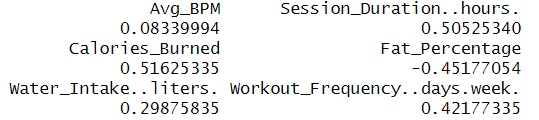 Avg_BPM Session_Duration..hours.
0.08339994 0.50525340
Calories_Burned Fat_Percentage
0.51625335 -0.45177054
Water_Intake..liters. Workout_Frequency..days.week.
0.29875835 0.42177335